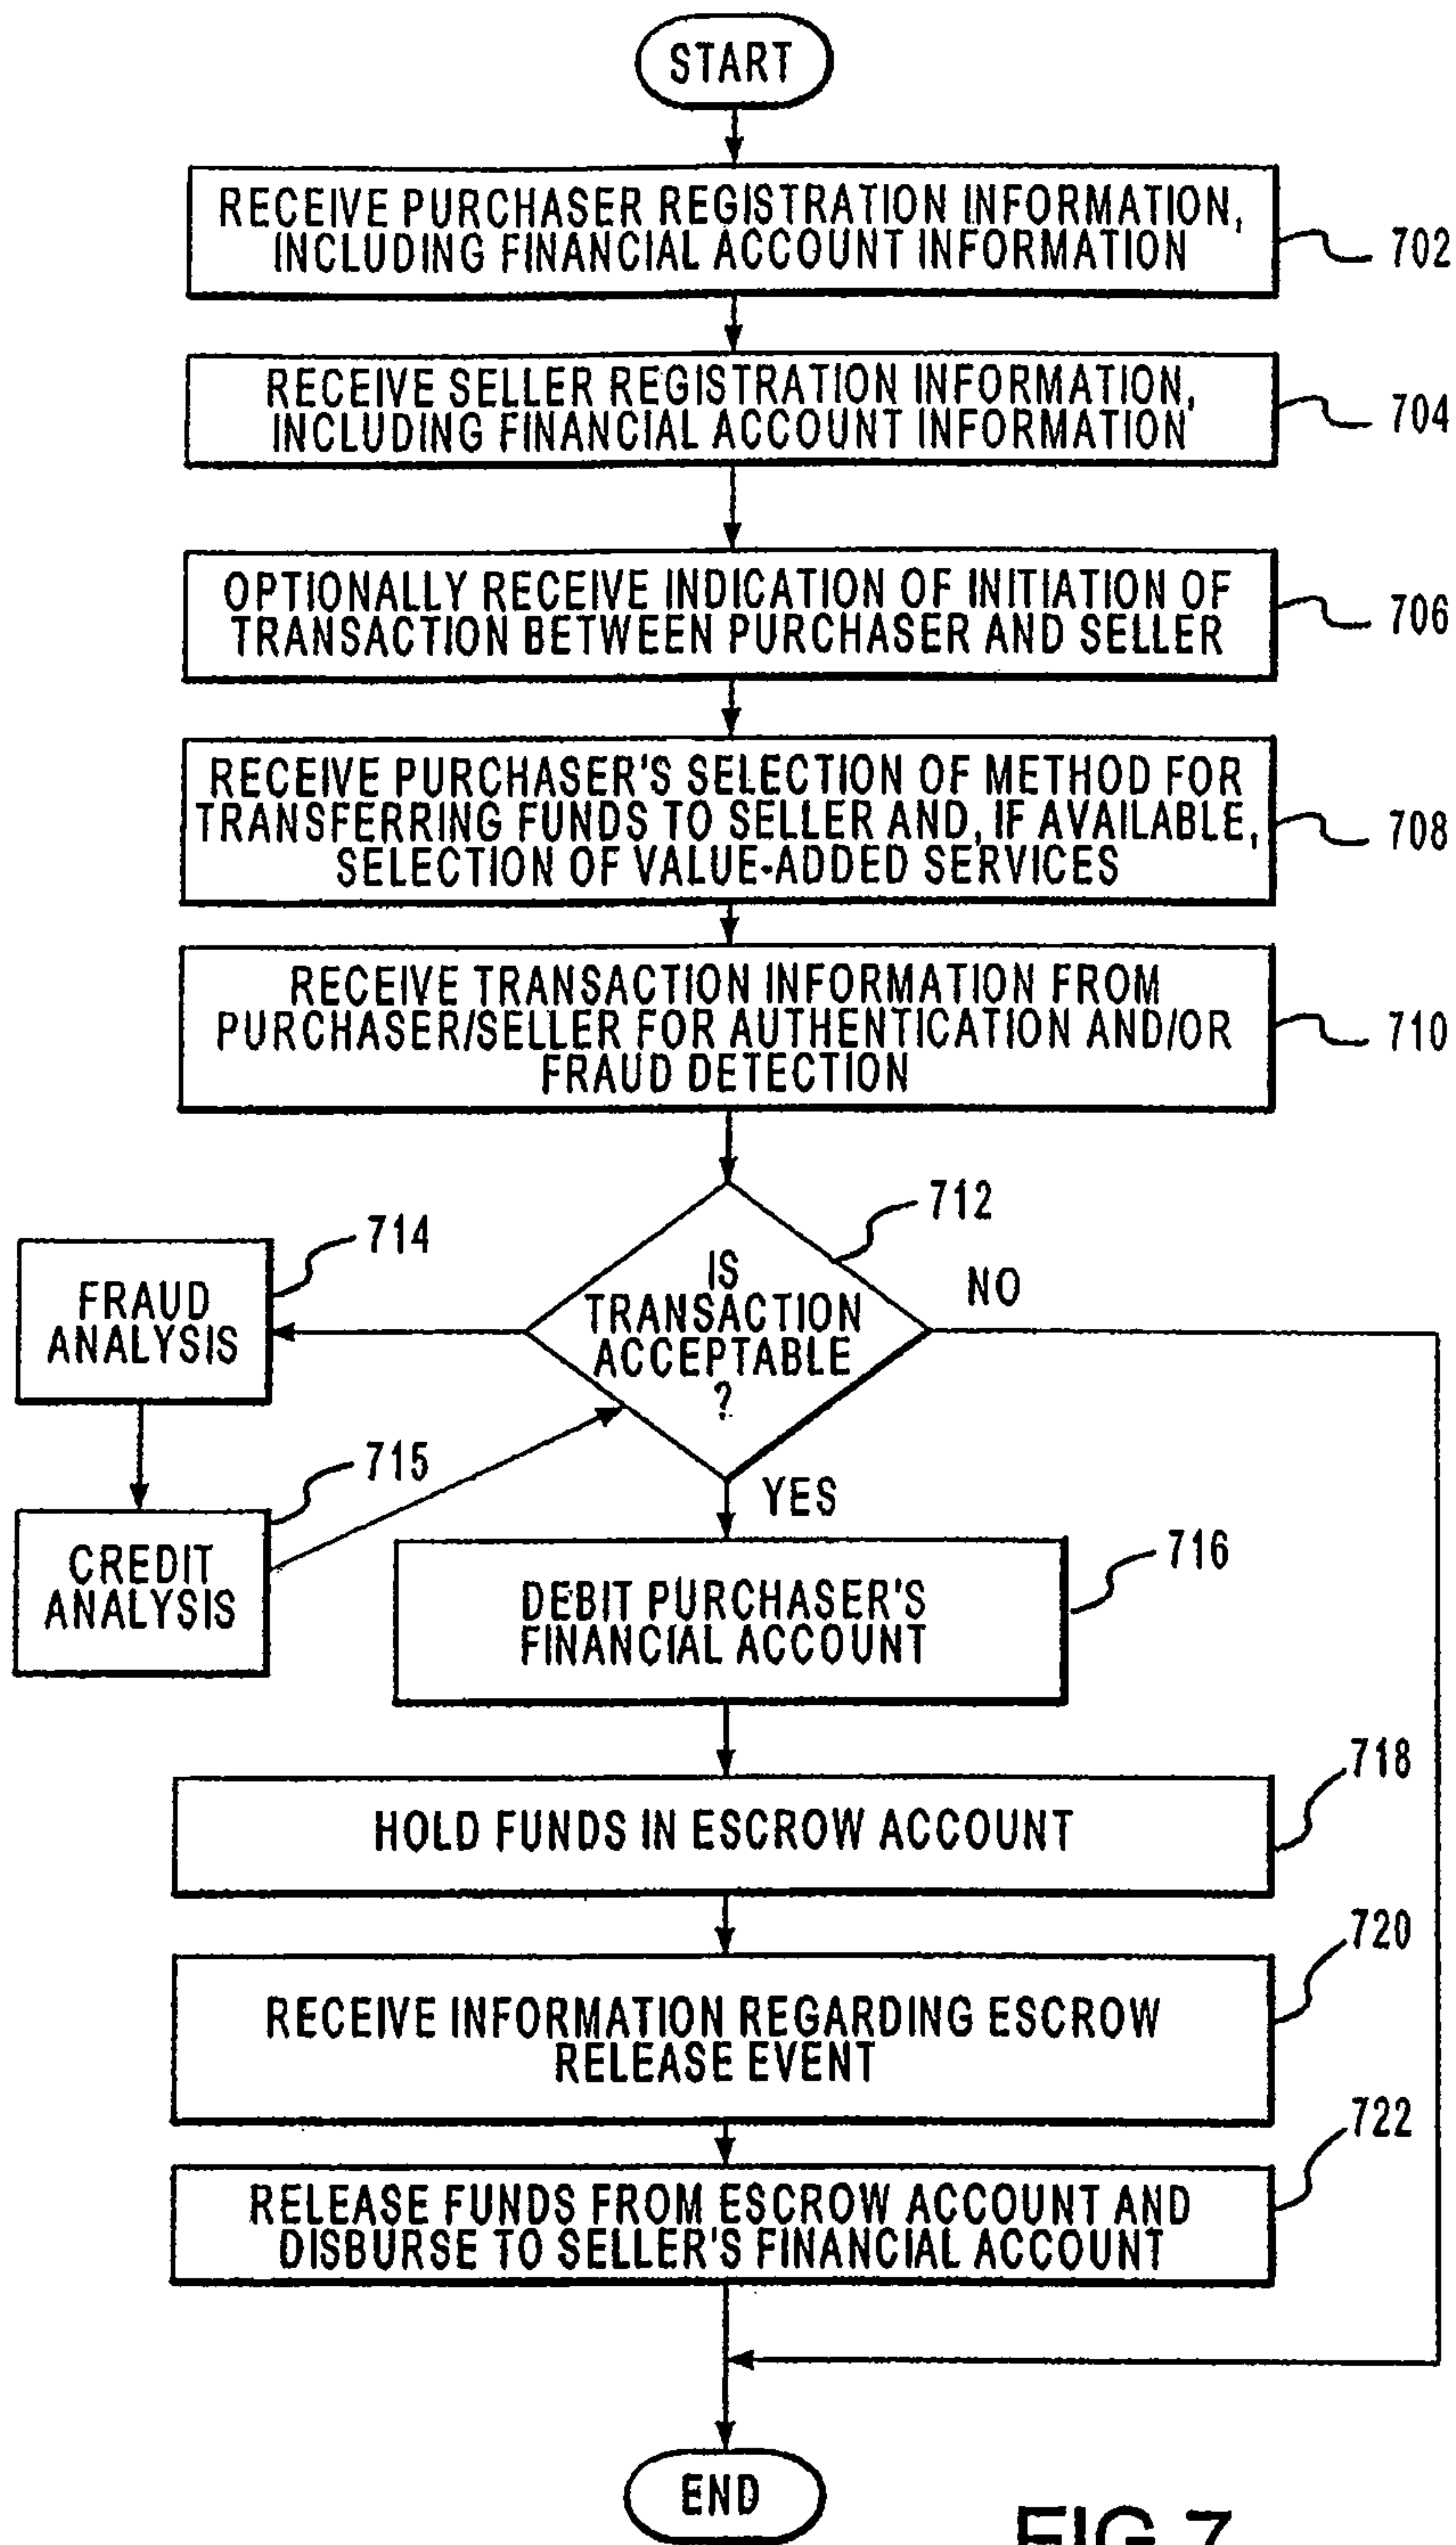 START
RECEIVE PURCHASER REGISTRATION INFORMATION,
INCLUDING FINANCIAL ACCOUNT INFORMATION
702
RECEIVE SELLER REGISTRATION INFORMATION,
INCLUDING FINANCIAL ACCOUNT INFORMATION
704
OPTIONALLY RECEIVE INDICATION OF INITIATION OF
TRANSACTION BETWEEN PURCHASER AND SELLER
706
RECEIVE PURCHASER'S SELECTION OF METHOD FOR
TRANSFERRING FUNDS TO SELLER AND, IF AVAILABLE,
SELECTION OF VALUE-ADDED SERVICES
708
RECEIVE TRANSACTION INFORMATION FROM
PURCHASER/SELLER FOR AUTHENTICATION AND/OR
FRAUD DETECTION
710
712
IS
TRANSACTION
ACCEPTABLE
?
NO
714
FRAUD
ANALYSIS
715
CREDIT
ANALYSIS
YES
716
DEBIT PURCHASER'S
FINANCIAL ACCOUNT
718
HOLD FUNDS IN ESCROW ACCOUNT
720
RECEIVE INFORMATION REGARDING ESCROW
RELEASE EVENT
722
RELEASE FUNDS FROM ESCROW ACCOUNT AND
DISBURSE TO SELLER'S FINANCIAL ACCOUNT
END
FIG.7